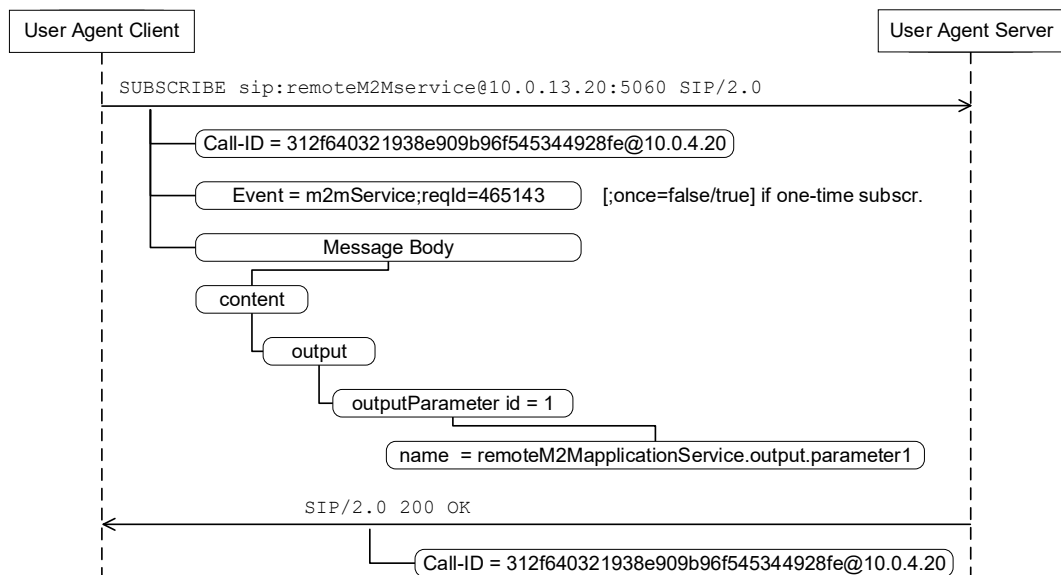 User Agent Client
User Agent Server
SUBSCRIBE sip:remoteM2Mservice@10.0.13.20:5060 SIP/2.0
Call-ID = 312f640321938e909b96f545344928fe@10.0.4.20
Event = m2mService;reqId=465143 [;once=false/true] if one-time subscr.
Message Body
content
output
outputParameter id = 1
name = remoteM2MapplicationService.output.parameter1
SIP/2.0 200 OK
Call-ID = 312f640321938e909b96f545344928fe@10.0.4.20